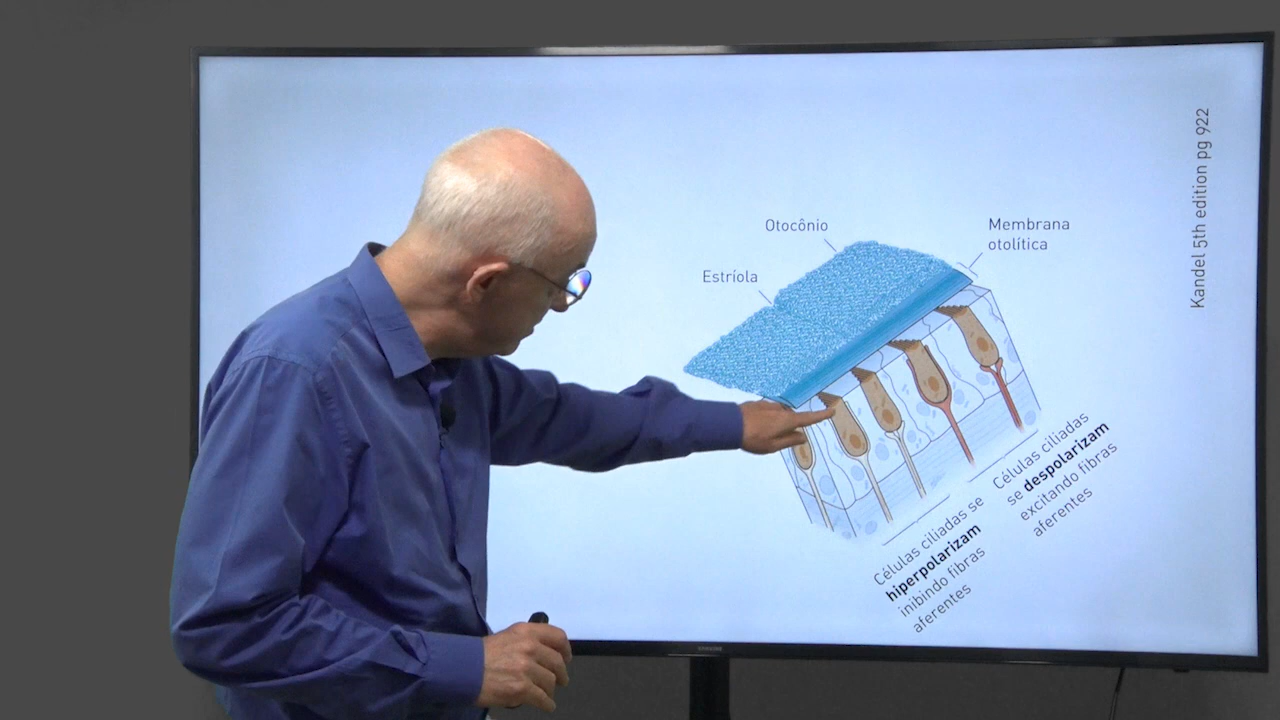 Kandel 5th edition pg 922
Otocônio
Membrana
otolítica
Estríola
Células ciliadas se
hiperpolarizam
inibindo fibras
aferentes
Células ciliadas
se despolarizam
excitando fibras
aferentes
SAMSUNG